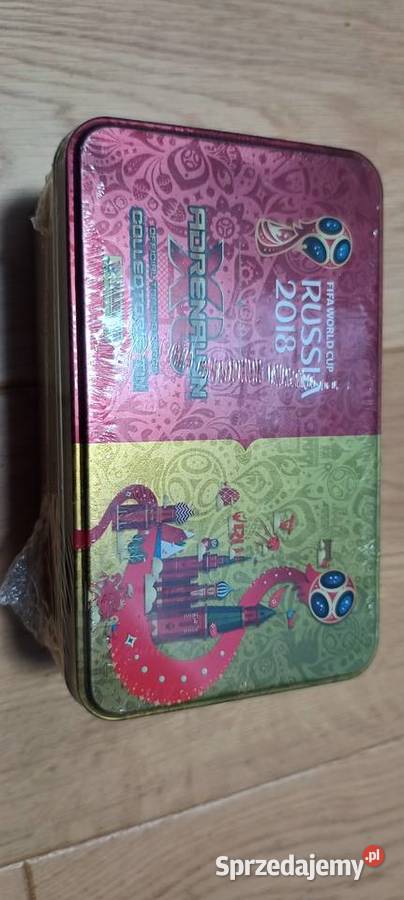 FIFA WORLD CUP
RUSSIA
2018
ADRENALYN
XL
COLLECTOR'S TIN
Sprzedajemy.pl